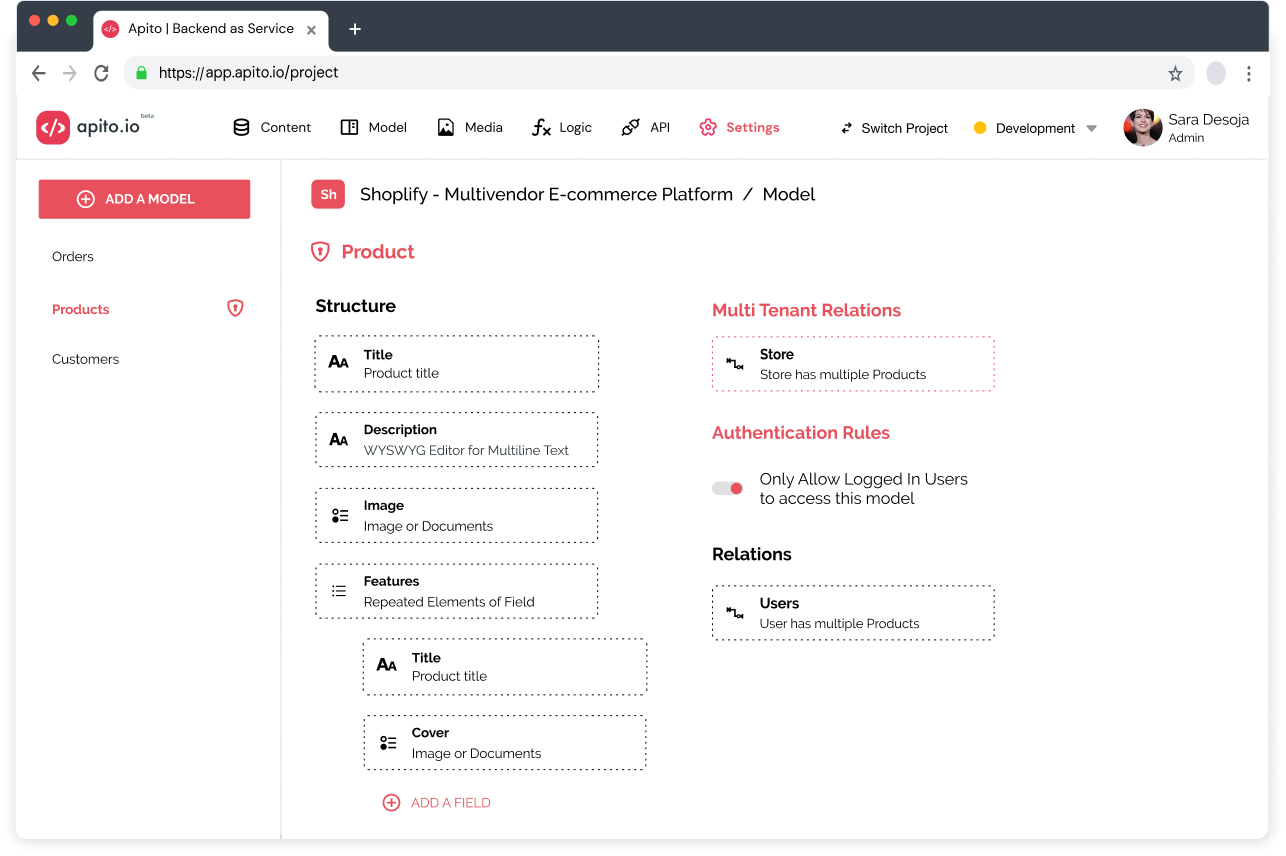 Apito | Backend as Service
https://app.apito.io/project
apito.io beta
Content
Model
Media
Logic
API
Settings
Switch Project
Development
Sara Desoja
Admin
ADD A MODEL
Orders
Products
Customers
Sh
Shoplify - Multivendor E-commerce Platform / Model
Product
Structure
AA
Title
Product title
AA
Description
WYSWYG Editor for Multiline Text
Image
Image or Documents
Features
Repeated Elements of Field
AA
Title
Product title
Cover
Image or Documents
ADD A FIELD
Multi Tenant Relations
Store
Store has multiple Products
Authentication Rules
Only Allow Logged In Users
to access this model
Relations
Users
User has multiple Products